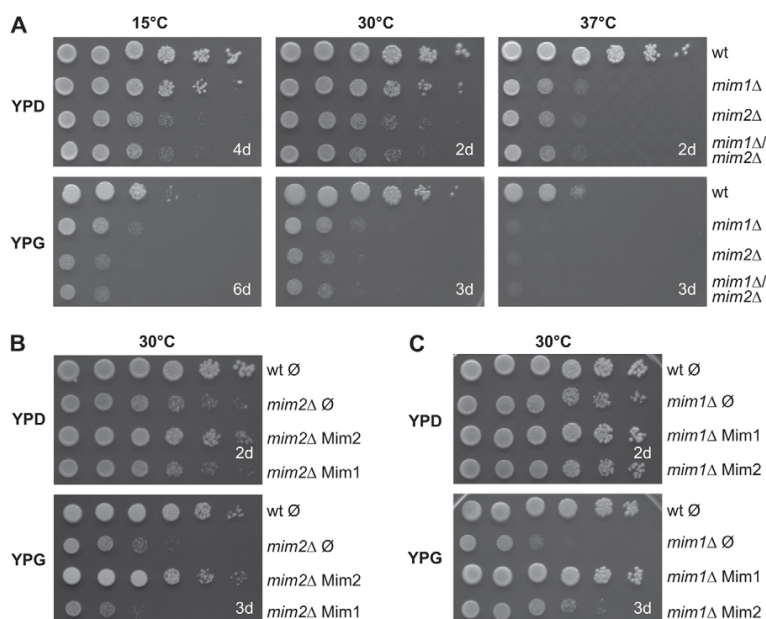 A
15°C
30°C
37°C
YPD
4d
2d
2d
wt
mim1Δ
mim2Δ
mim1Δ/
mim2Δ
YPG
6d
3d
3d
wt
mim1Δ
mim2Δ
mim1Δ/
mim2Δ
B
30°C
YPD
2d
wt Ø
mim2Δ Ø
mim2Δ Mim2
mim2Δ Mim1
YPG
3d
wt Ø
mim2Δ Ø
mim2Δ Mim2
mim2Δ Mim1
C
30°C
YPD
2d
wt Ø
mim1Δ Ø
mim1Δ Mim1
mim1Δ Mim2
YPG
3d
wt Ø
mim1Δ Ø
mim1Δ Mim1
mim1Δ Mim2